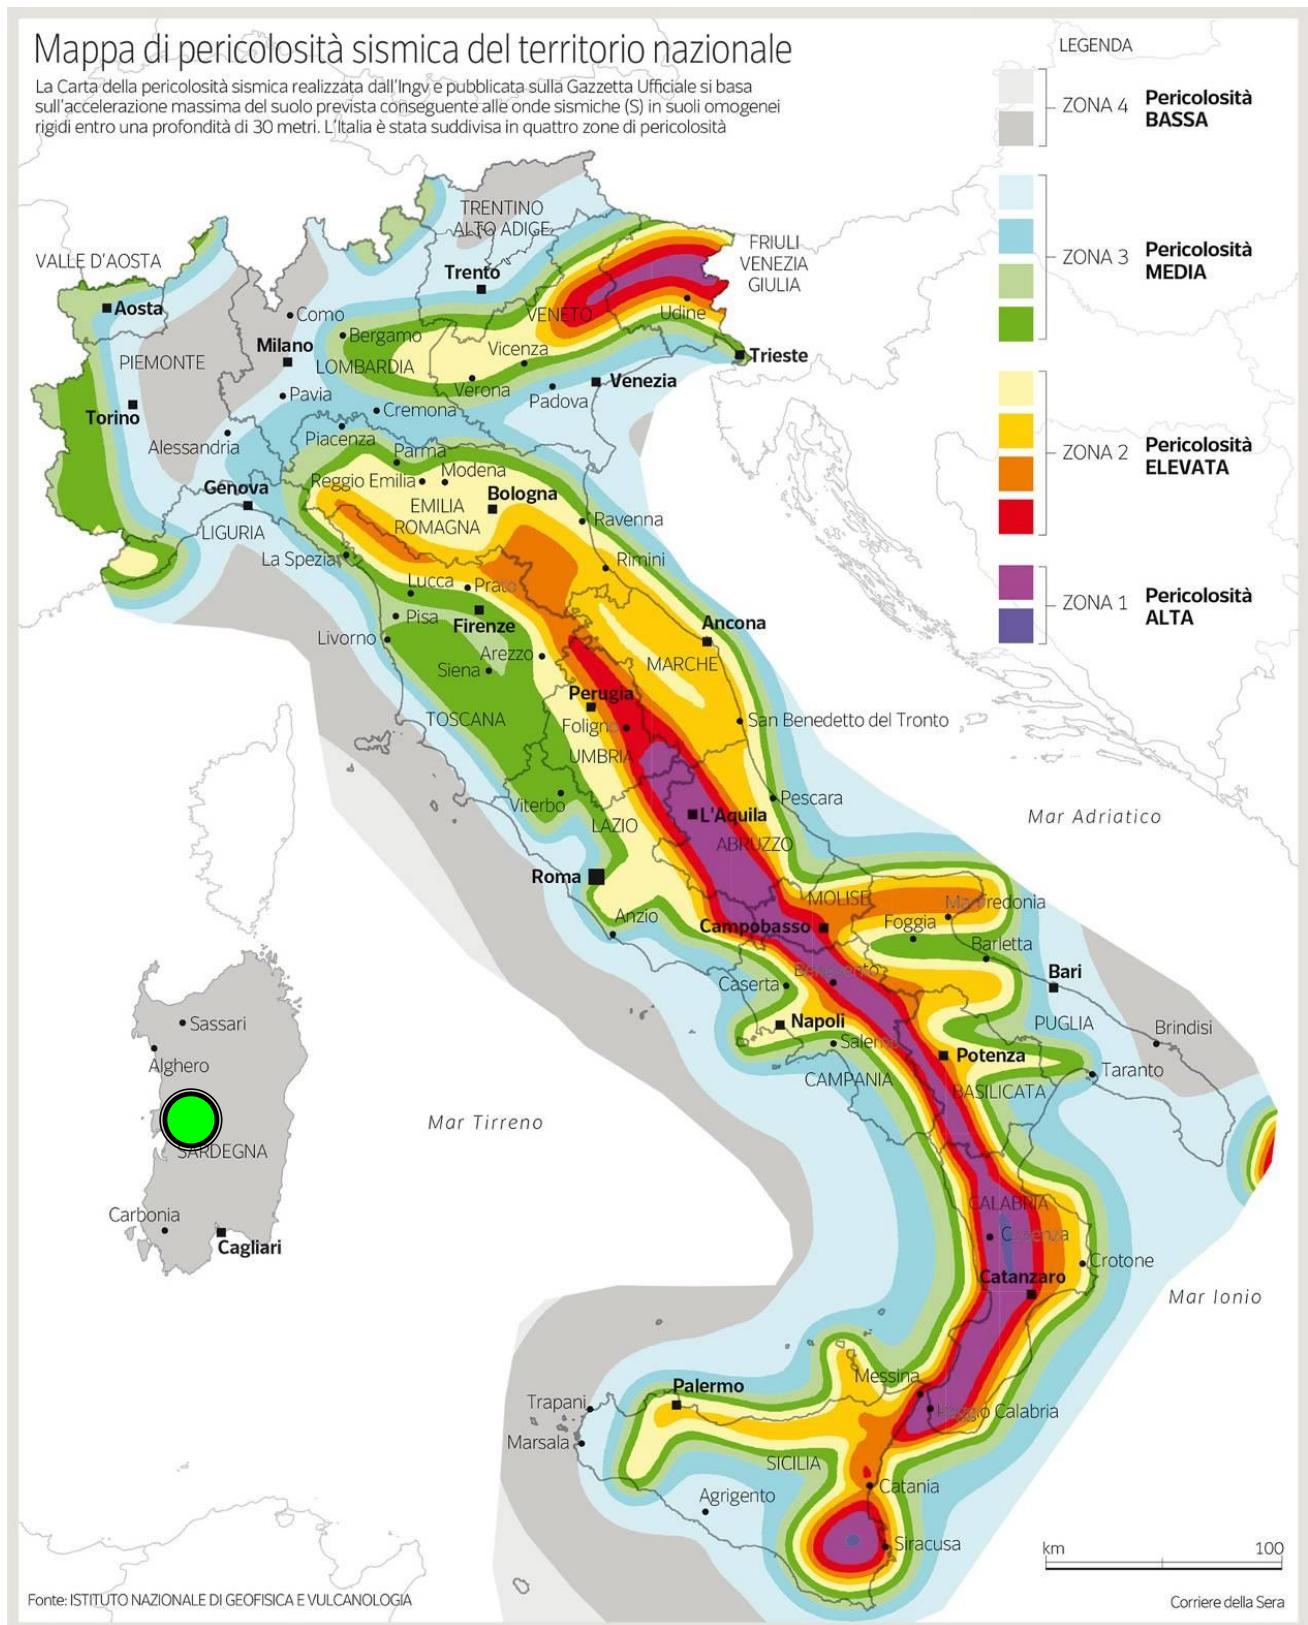 Mappa di pericolosità sismica del territorio nazionale
La Carta della pericolosità sismica realizzata dall'Ingv e pubblicata sulla Gazzetta Ufficiale si basa
sull'accelerazione massima del suolo prevista conseguente alle onde sismiche (S) in suoli omogenei
rigidi entro una profondità di 30 metri. L'Italia è stata suddivisa in quattro zone di pericolosità
LEGENDA
ZONA 4
Pericolosità
BASSA
ZONA 3
Pericolosità
MEDIA
ZONA 2
Pericolosità
ELEVATA
ZONA 1
Pericolosità
ALTA
TRENTINO
ALTO ADIGE
FRIULI
VENEZIA
GIULIA
VALLE D'AOSTA
Trento
Aosta
Como
VENETO
Udine
Bergamo
Milano
Vicenza
Trieste
PIEMONTE
LOMBARDIA
Venezia
Verona
Padova
Pavia
Torino
Cremona
Alessandria
Piacenza
Parma
Modena
Reggio Emilia
Genova
Bologna
EMILIA
ROMAGNA
Ravenna
LIGURIA
La Spezia
Rimini
Lucca
Prato
Pisa
Firenze
Ancona
Livorno
Arezzo
MARCHE
Siena
Perugia
TOSCANA
Foligno
San Benedetto del Tronto
UMBRIA
Viterbo
Pescara
L'Aquila
Mar Adriatico
LAZIO
ABRUZZO
Roma
MOLISE
Manfredonia
Anzio
Campobasso
Foggia
Barletta
Bari
Caserta
Benevento
Napoli
PUGLIA
Brindisi
Sassari
Salerno
Potenza
Alghero
Taranto
CAMPANIA
BASILICATA
Mar Tirreno
SARDEGNA
CALABRIA
Carbonia
Cosenza
Cagliari
Crotone
Catanzaro
Mar Ionio
Messina
Palermo
Trapani
Reggio Calabria
Marsala
SICILIA
Catania
Agrigento
Siracusa
km 100
Fonte: ISTITUTO NAZIONALE DI GEOFISICA E VULCANOLOGIA
Corriere della Sera